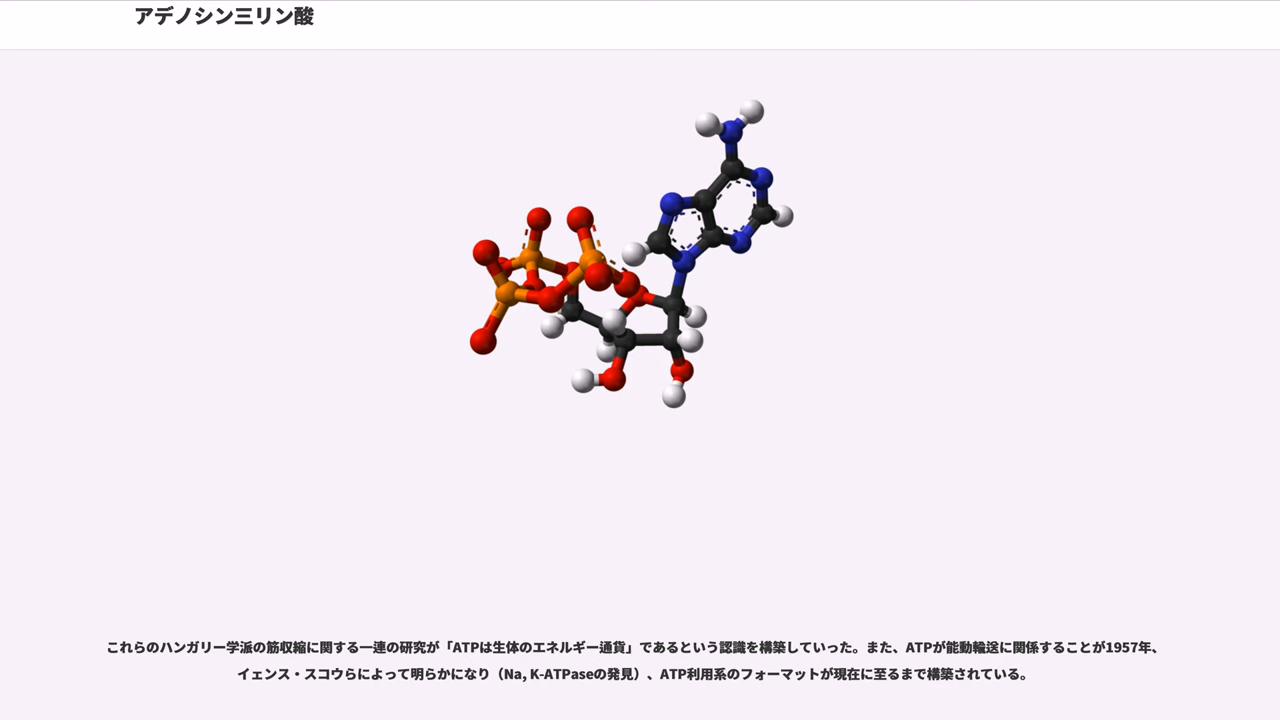 アデノシン三リン酸
これらのハンガリー学派の筋収縮に関する一連の研究が「ATPは生体のエネルギー通貨」であるという認識を構築していった。また、ATPが能動輸送に関係することが1957年、
イェンス・スコウらによって明らかになり（Na, K-ATPaseの発見）、ATP利用系のフォーマットが現在に至るまで構築されている。